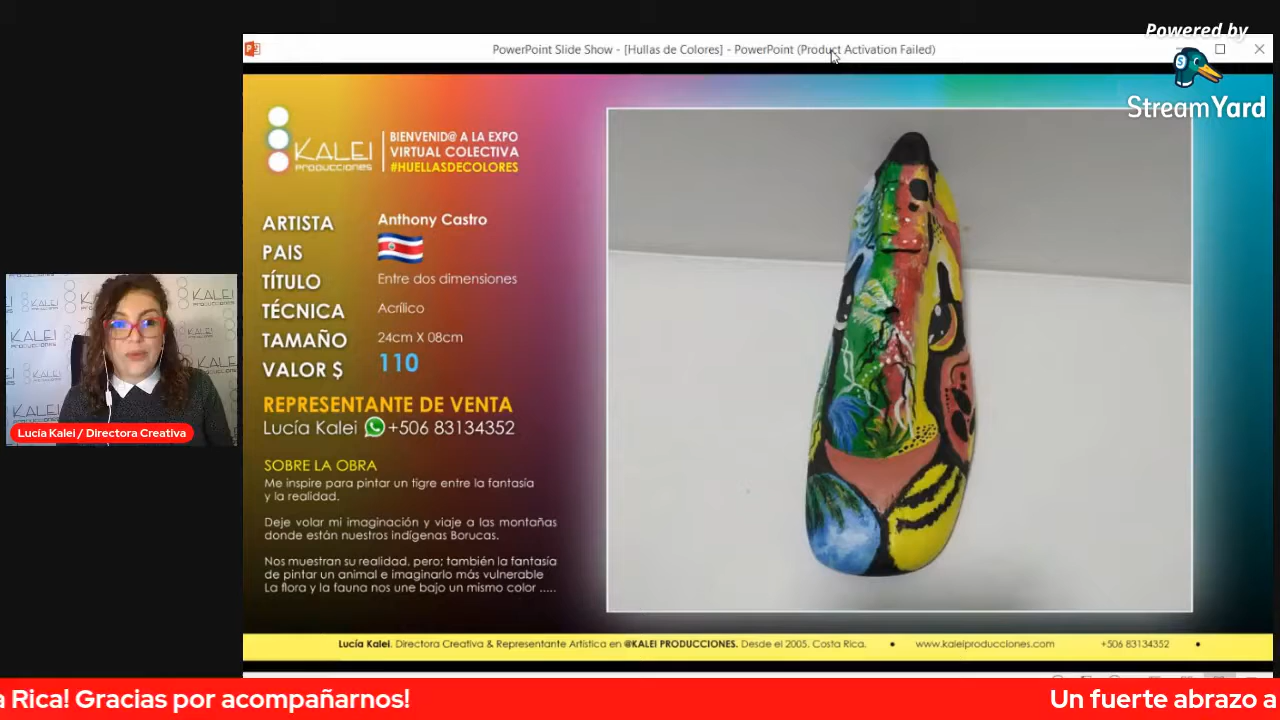 Powered by
StreamYard
PowerPoint Slide Show - [Hullas de Colores] - PowerPoint (Product Activation Failed)
KALEI
PRODUCCIONES
BIENVENID@ A LA EXPO
VIRTUAL COLECTIVA
#HUELLASDECOLORES
ARTISTA Anthony Castro
PAIS
TÍTULO Entre dos dimensiones
TÉCNICA Acrílico
TAMAÑO 24cm X 08cm
VALOR $ 110
REPRESENTANTE DE VENTA
Lucía Kalei +506 83134352
SOBRE LA OBRA
Me inspire para pintar un tigre entre la fantasía
y la realidad.
Deje volar mi imaginación y viaje a las montañas
donde están nuestros indígenas Borucas.
Nos muestran su realidad, pero; también la fantasía
de pintar un animal e imaginarlo más vulnerable
La flora y la fauna nos une bajo un mismo color .....
Lucía Kalei / Directora Creativa
Lucía Kalei. Directora Creativa & Representante Artística en @KALEI PRODUCCIONES. Desde el 2005. Costa Rica. • www.kaleiproducciones.com +506 83134352 •
a Rica! Gracias por acompañarnos! Un fuerte abrazo a